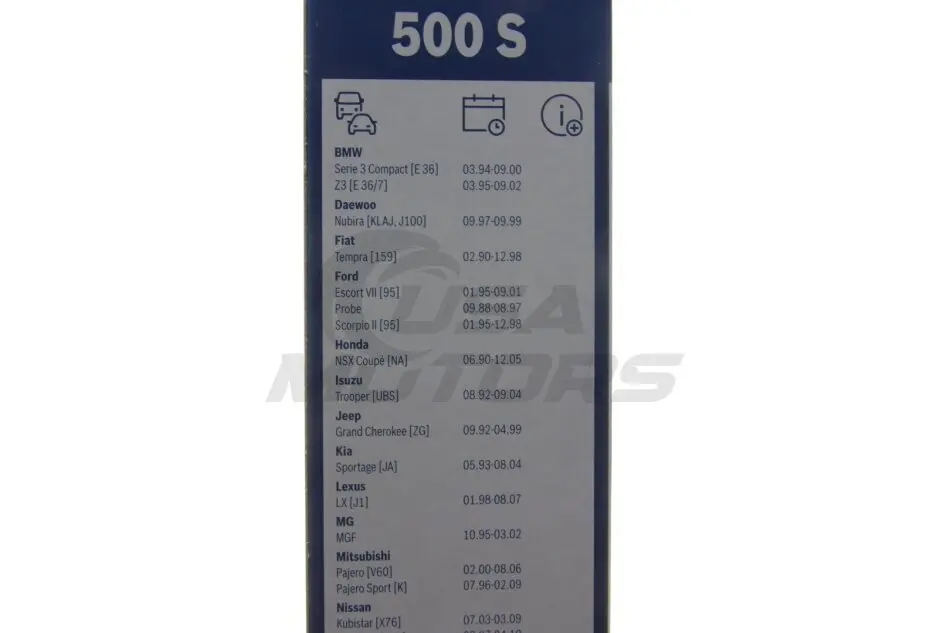 500 S
BMW
Serie 3 Compact [E 36] 03.94-09.00
Z3 [E 36/7] 03.95-09.02
Daewoo
Nubira [KLAJ, J100] 09.97-09.99
Fiat
Tempra [159] 02.90-12.98
Ford
Escort VII [95] 01.95-09.01
Probe 09.88-08.97
Scorpio II [95] 01.95-12.98
Honda
NSX Coupé [NA] 06.90-12.05
Isuzu
Trooper [UBS] 08.92-09.04
Jeep
Grand Cherokee [ZG] 09.92-04.99
Kia
Sportage [JA] 05.93-08.04
Lexus
LX [J1] 01.98-08.07
MG
MGF 10.95-03.02
Mitsubishi
Pajero [V60] 02.00-08.06
Pajero Sport [K] 07.96-02.09
Nissan
Kubistar [X76] 07.03-03.09
USA
MOTORS